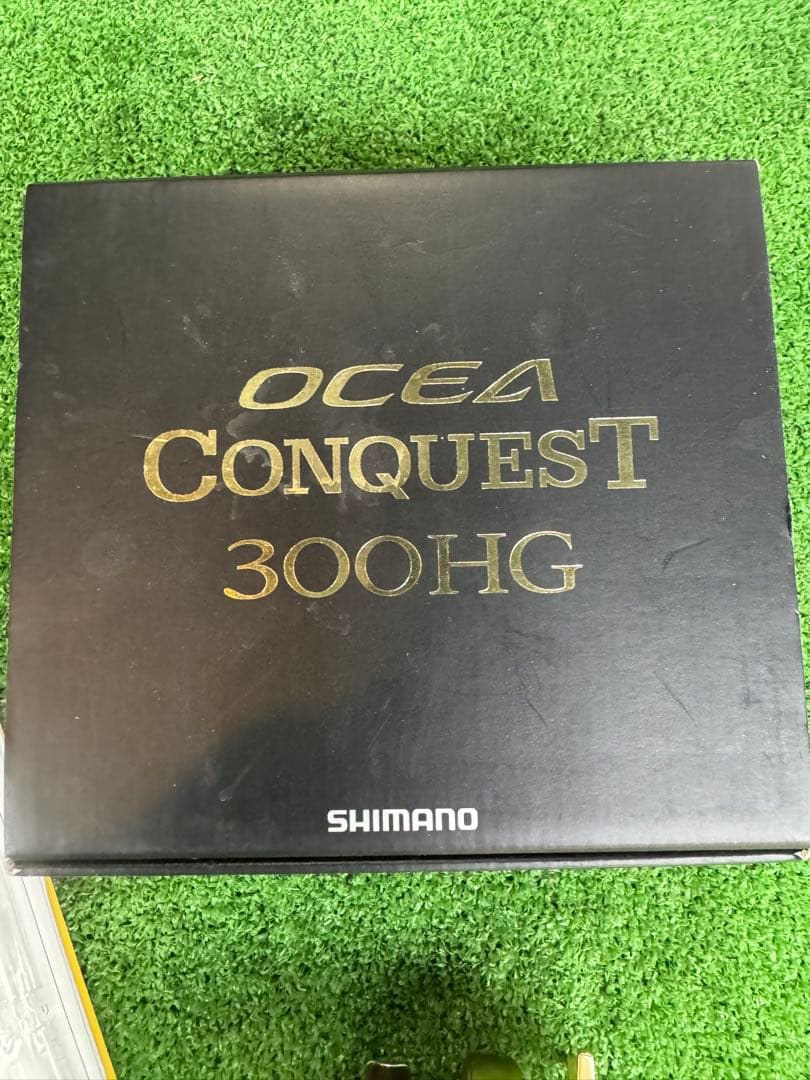 OCEA
CONQUEST
300HG
SHIMANO